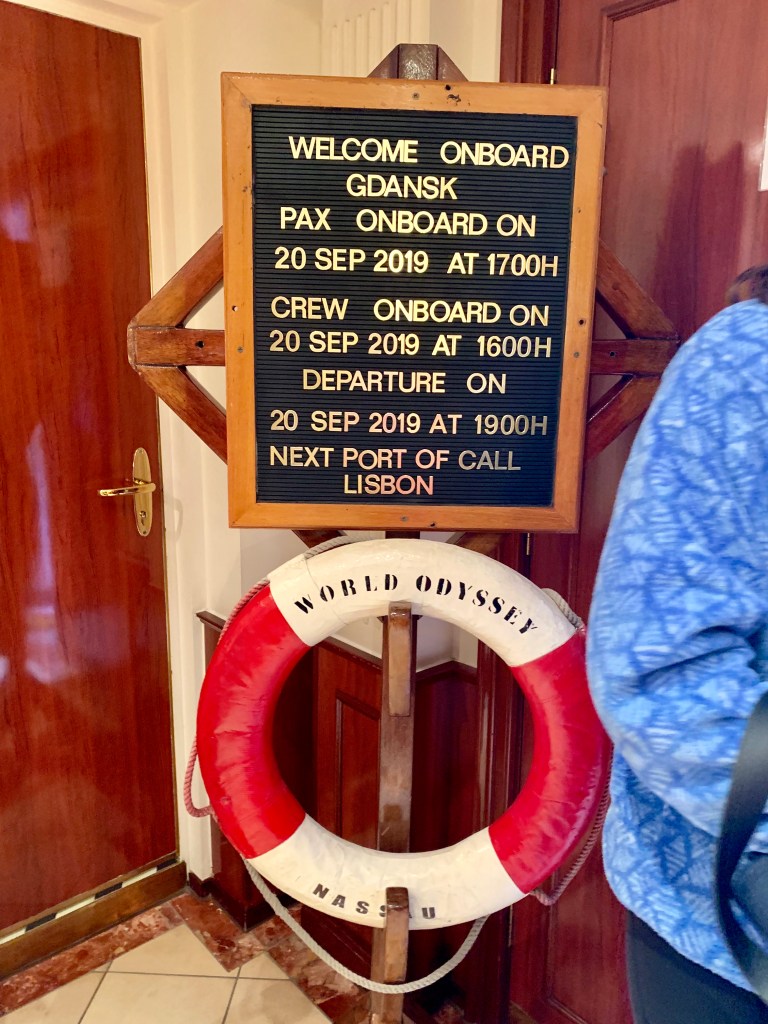 WELCOME ONBOARD
GDANSK
PAX ONBOARD ON
20 SEP 2019 AT 1700H
CREW ONBOARD ON
20 SEP 2019 AT 1600H
DEPARTURE ON
20 SEP 2019 AT 1900H
NEXT PORT OF CALL
LISBON
WORLD ODYSSEY
NASSAU